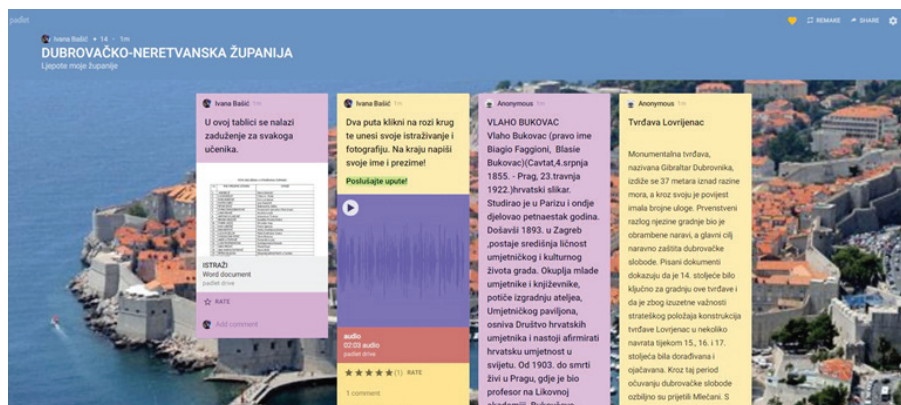 padlet
REMAKE
SHARE
Ivana Bašić + 14 · 1m
DUBROVAČKO-NERETVANSKA ŽUPANIJA
Ljepote moje županije
Ivana Bašić 1m
U ovoj tablici se nalazi
zaduženje za svakoga
učenika.
ISTRAŽI
Word document
padlet drive
RATE
Add comment
Ivana Bašić 1m
Dva puta klikni na rozi krug
te unesi svoje istraživanje i
fotografiju. Na kraju napiši
svoje ime i prezime!
Poslušajte upute!
audio
02:03 audio
padlet drive
(1) RATE
1 comment
Anonymous 1m
VLAHO BUKOVAC
Vlaho Bukovac (pravo ime
Biagio Faggioni, Blasie
Bukovac)(Cavtat,4.srpnja
1855. - Prag, 23.travnja
1922.)hrvatski slikar.
Studirao je u Parizu i ondje
djelovao petnaestak godina.
Došavši 1893. u Zagreb
,postaje središnja ličnost
umjetničkog i kulturnog
života grada. Okuplja mlade
umjetnike i književnike,
potiče izgradnju ateljea,
Umjetničkog paviljona,
osniva Društvo hrvatskih
umjetnika i nastoji afirmirati
hrvatsku umjetnost u
svijetu. Od 1903. do smrti
živi u Pragu, gdje je bio
profesor na Likovnoj
Anonymous 1m
Tvrđava Lovrijenac
Monumentalna tvrđava,
nazivana Gibraltar Dubrovnika,
izdiže se 37 metara iznad razine
mora, a kroz svoju je povijest
imala brojne uloge. Prvenstveni
razlog njezine gradnje bio je
obrambene naravi, a glavni cilj
naravno zaštita dubrovačke
slobode. Pisani dokumenti
dokazuju da je 14. stoljeće bilo
ključno za gradnju ove tvrđave i
da je zbog izuzetne važnosti
strateškog položaja konstrukcija
tvrđave Lovrjenac u nekoliko
navrata tijekom 15., 16. i 17.
stoljeća bila dorađivana i
ojačavana. Kroz taj period
očuvanju dubrovačke slobode
ozbiljno su prijetili Mlečani. S